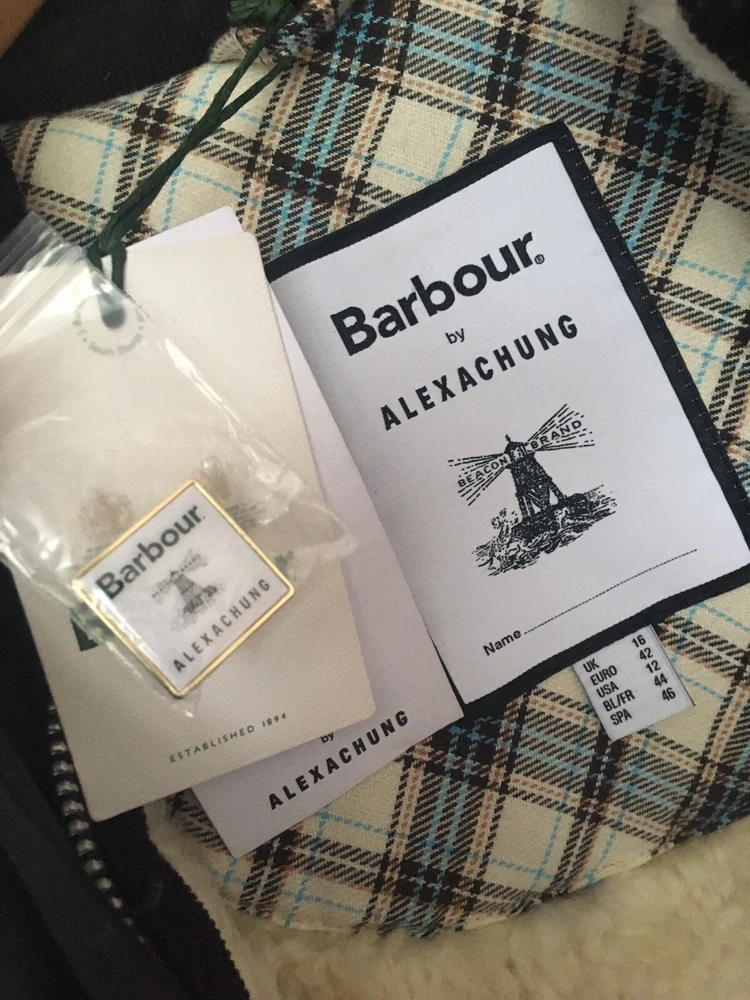 Barbour®
by
ALEXACHUNG
BEACON BRAND
Name
UK 16
EURO 42
USA 12
BL/FR 44
SPA 46
Barbour
ALEXACHUNG
ESTABLISHED 1894
by
ALEXACHUNG